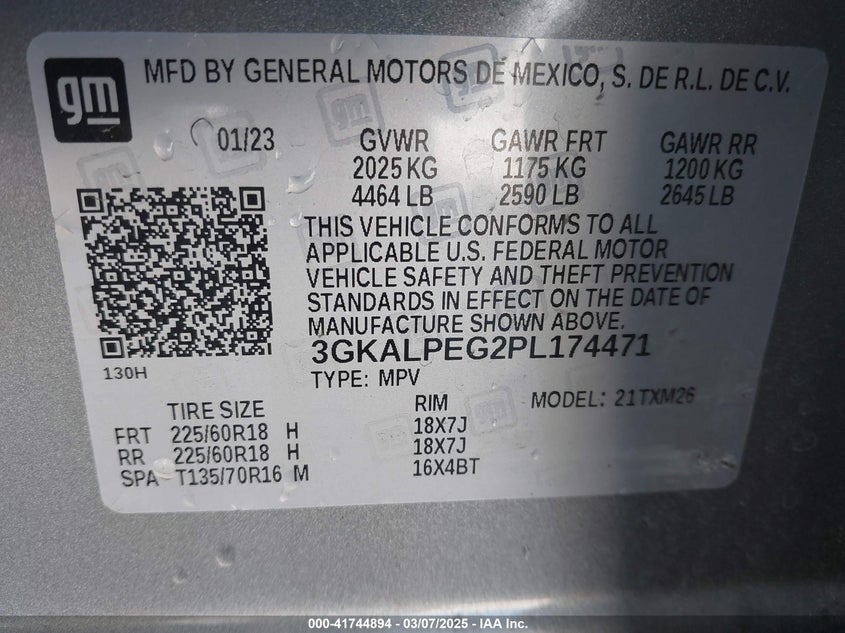 gm
MFD BY GENERAL MOTORS DE MEXICO, S. DE R.L. DE C.V.
01/23 GVWR GAWR FRT GAWR RR
2025 KG 1175 KG 1200 KG
4464 LB 2590 LB 2645 LB
THIS VEHICLE CONFORMS TO ALL
APPLICABLE U.S. FEDERAL MOTOR
VEHICLE SAFETY AND THEFT PREVENTION
STANDARDS IN EFFECT ON THE DATE OF
MANUFACTURE SHOWN ABOVE.
3GKALPEG2PL174471
130H
TYPE: MPV
TIRE SIZE RIM MODEL: 21TXM26
FRT 225/60R18 H 18X7J
RR 225/60R18 H 18X7J
SPA T135/70R16 M 16X4BT
000-41744894 - 03/07/2025 - IAA Inc.